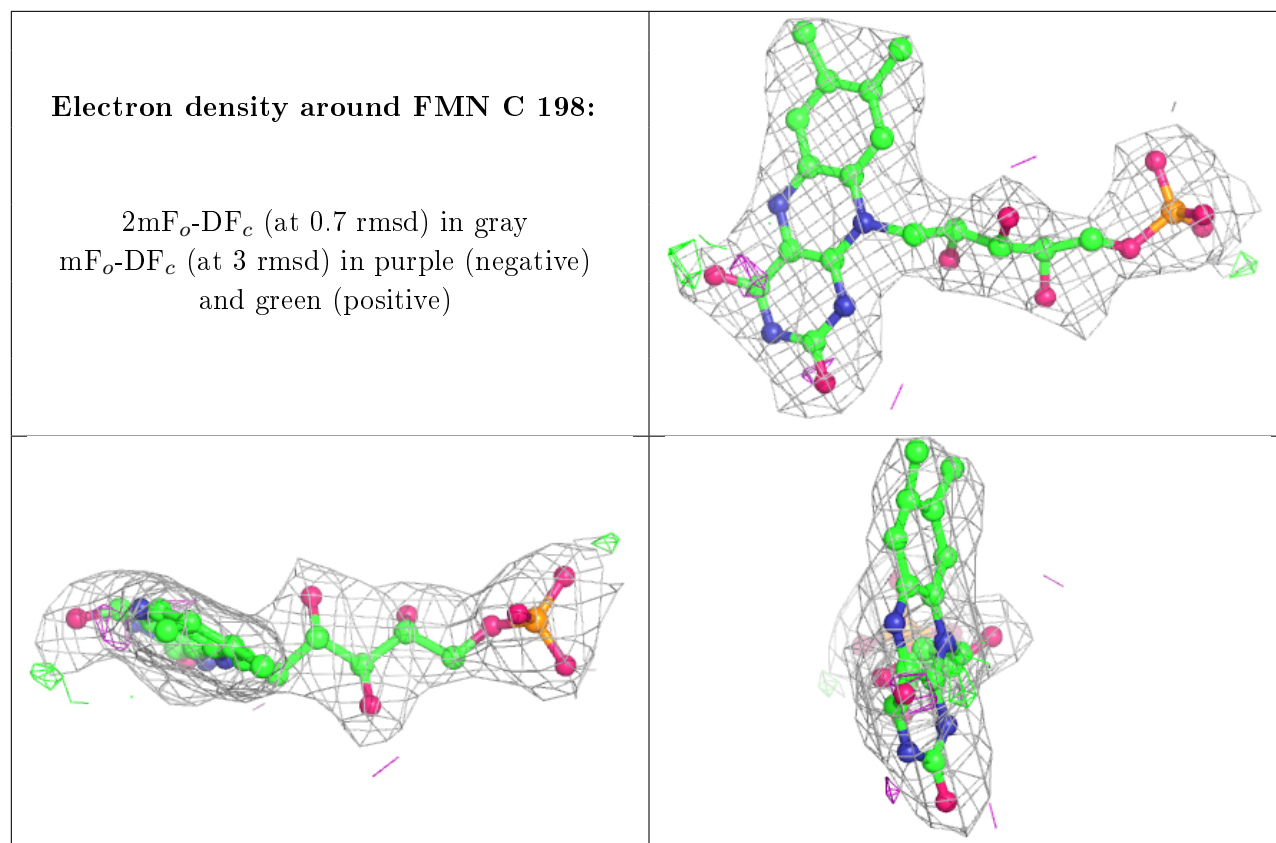 Electron density around FMN C 198:
2mFo-DFc (at 0.7 rmsd) in gray
mFo-DFc (at 3 rmsd) in purple (negative)
and green (positive)